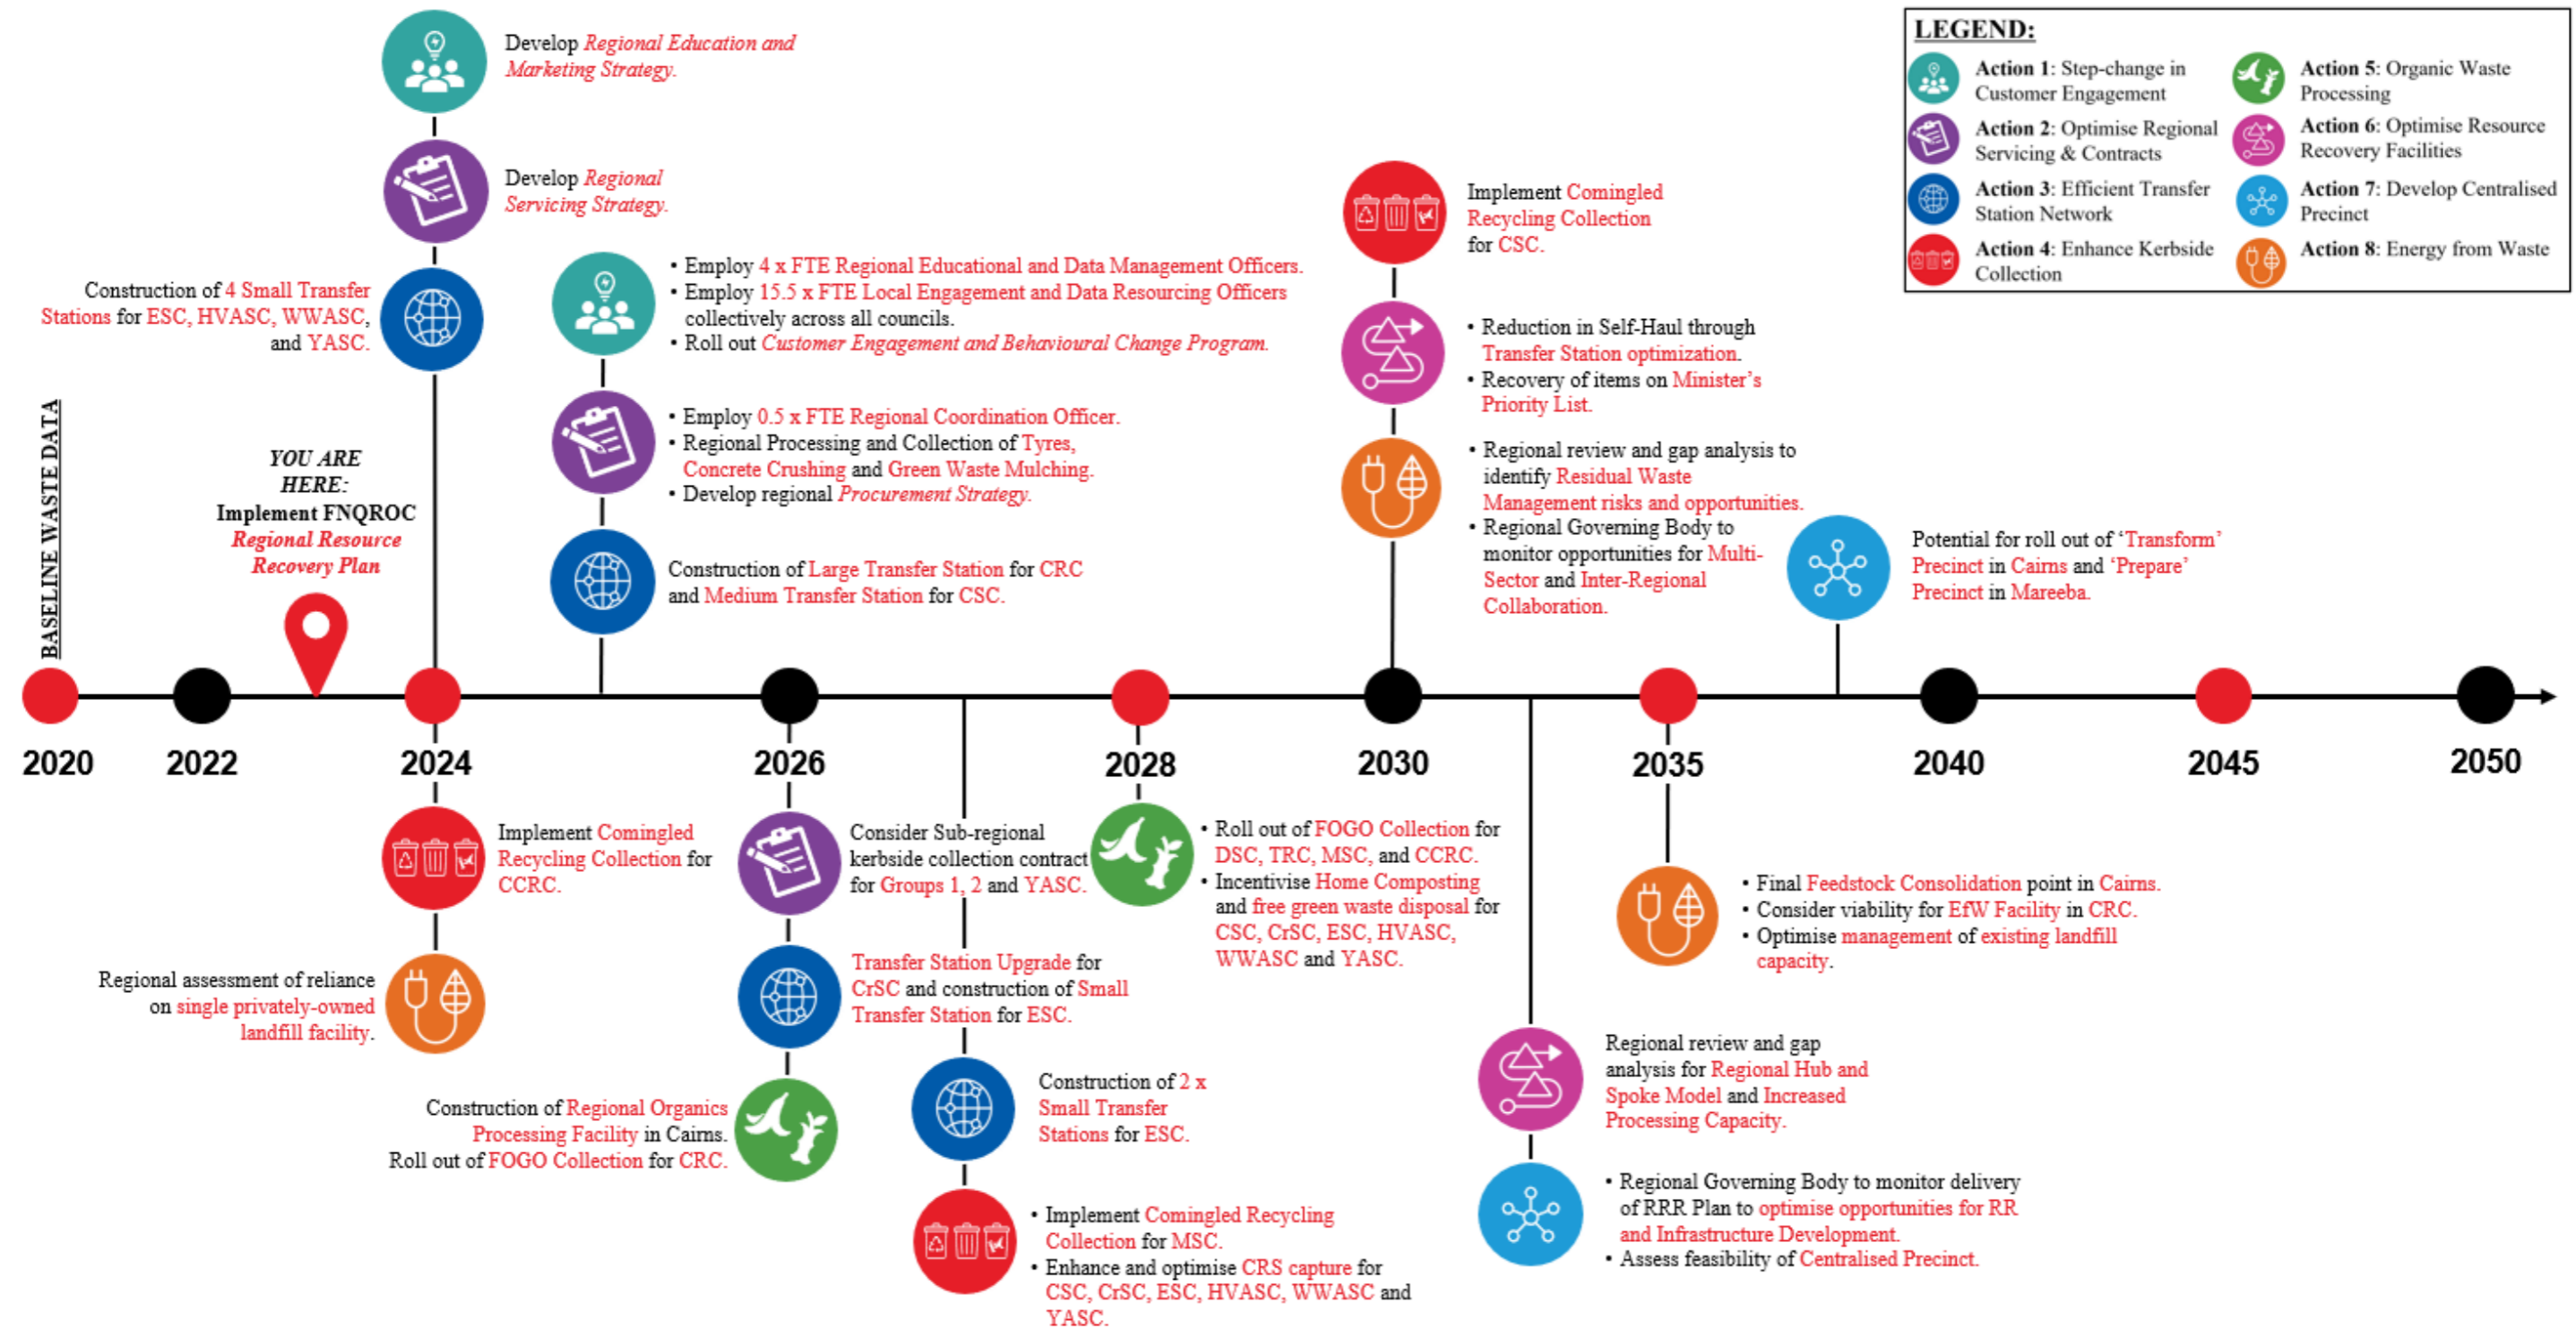 Develop Regional Education and
Marketing Strategy.
Develop Regional
Servicing Strategy.
Construction of 4 Small Transfer
Stations for ESC, HVASC, WWASC,
and YASC.
• Employ 4 x FTE Regional Educational and Data Management Officers.
• Employ 15.5 x FTE Local Engagement and Data Resourcing Officers
collectively across all councils.
• Roll out Customer Engagement and Behavioural Change Program.
• Employ 0.5 x FTE Regional Coordination Officer.
• Regional Processing and Collection of Tyres,
Concrete Crushing and Green Waste Mulching.
• Develop regional Procurement Strategy.
Construction of Large Transfer Station for CRC
and Medium Transfer Station for CSC.
Implement Comingled
Recycling Collection
for CSC.
• Reduction in Self-Haul through
Transfer Station optimization.
• Recovery of items on Minister's
Priority List.
• Regional review and gap analysis to
identify Residual Waste
Management risks and opportunities.
• Regional Governing Body to
monitor opportunities for Multi-
Sector and Inter-Regional
Collaboration.
Potential for roll out of ‘Transform’
Precinct in Cairns and ‘Prepare’
Precinct in Mareeba.
LEGEND:
Action 1: Step-change in
Customer Engagement
Action 2: Optimise Regional
Servicing & Contracts
Action 3: Efficient Transfer
Station Network
Action 4: Enhance Kerbside
Collection
Action 5: Organic Waste
Processing
Action 6: Optimise Resource
Recovery Facilities
Action 7: Develop Centralised
Precinct
Action 8: Energy from Waste
BASELINE WASTE DATA
YOU ARE
HERE:
Implement FNQROC
Regional Resource
Recovery Plan
2020
2022
2024
2026
2028
2030
2035
2040
2045
2050
Implement Comingled
Recycling Collection for
CCRC.
Regional assessment of reliance
on single privately-owned
landfill facility.
Consider Sub-regional
kerbside collection contract
for Groups 1, 2 and YASC.
Transfer Station Upgrade for
CrSC and construction of Small
Transfer Station for ESC.
Construction of Regional Organics
Processing Facility in Cairns.
Roll out of FOGO Collection for CRC.
Construction of 2 x
Small Transfer
Stations for ESC.
• Implement Comingled Recycling
Collection for MSC.
• Enhance and optimise CRS capture for
CSC, CrSC, ESC, HVASC, WWASC and
YASC.
• Roll out of FOGO Collection for
DSC, TRC, MSC, and CCRC.
• Incentivise Home Composting
and free green waste disposal for
CSC, CrSC, ESC, HVASC,
WWASC and YASC.
• Final Feedstock Consolidation point in Cairns.
• Consider viability for EfW Facility in CRC.
• Optimise management of existing landfill
capacity.
Regional review and gap
analysis for Regional Hub and
Spoke Model and Increased
Processing Capacity.
• Regional Governing Body to monitor delivery
of RRR Plan to optimise opportunities for RR
and Infrastructure Development.
• Assess feasibility of Centralised Precinct.